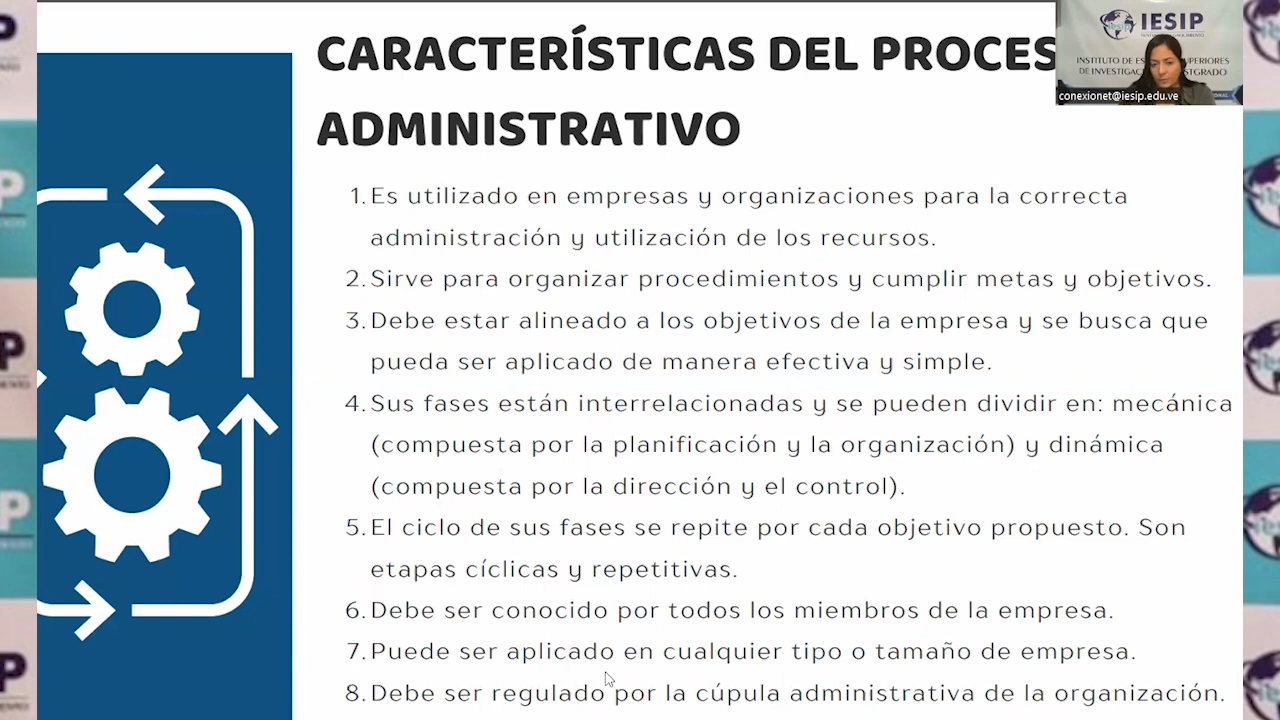 CARACTERÍSTICAS DEL PROCES
ADMINISTRATIVO
1. Es utilizado en empresas y organizaciones para la correcta
administración y utilización de los recursos.
2. Sirve para organizar procedimientos y cumplir metas y objetivos.
3. Debe estar alineado a los objetivos de la empresa y se busca que
pueda ser aplicado de manera efectiva y simple.
4. Sus fases están interrelacionadas y se pueden dividir en: mecánica
(compuesta por la planificación y la organización) y dinámica
(compuesta por la dirección y el control).
5. El ciclo de sus fases se repite por cada objetivo propuesto. Son
etapas cíclicas y repetitivas.
6. Debe ser conocido por todos los miembros de la empresa.
7. Puede ser aplicado en cualquier tipo o tamaño de empresa.
8. Debe ser regulado por la cúpula administrativa de la organización.
IESIP
INSTITUTO DE ES UPERIORES
DE INVESTIGAC STGRADO
conexionet@iesip.edu.ve